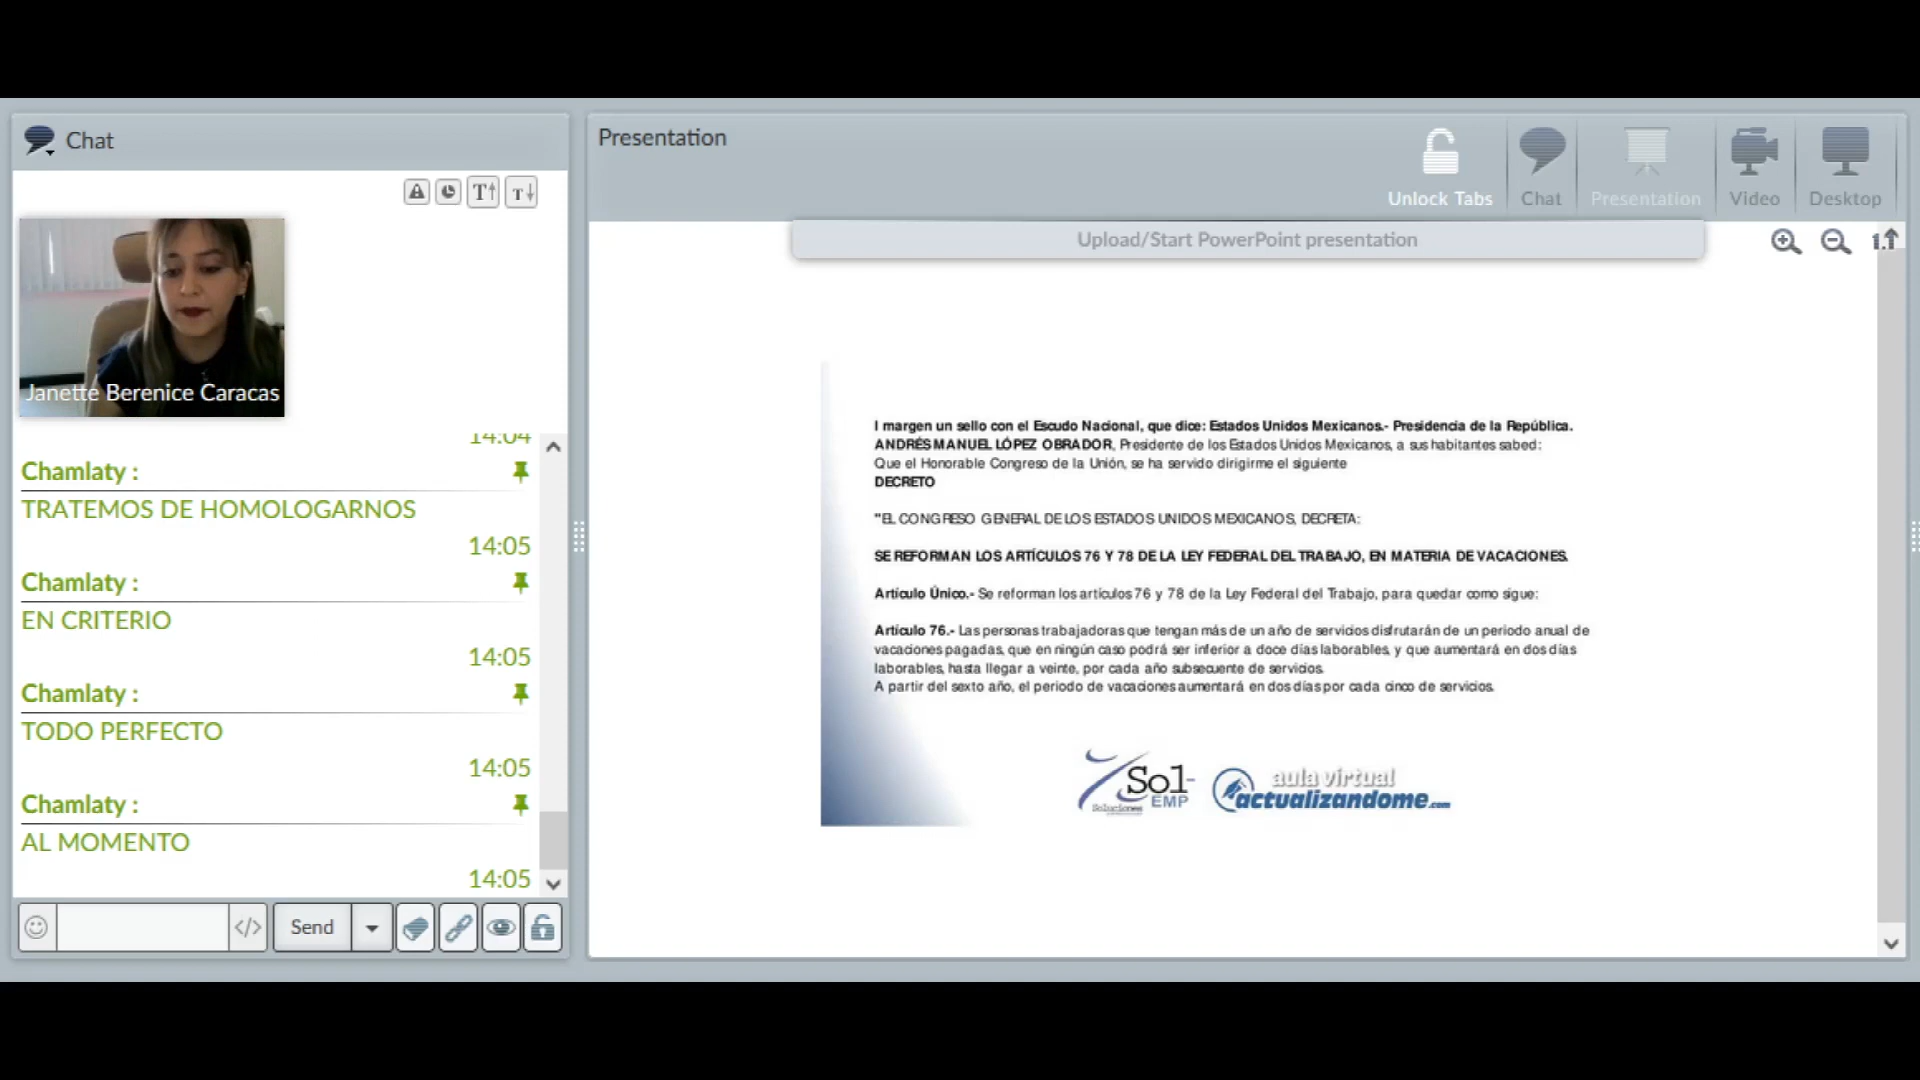 Chat
Janette Berenice Caracas
14:04
Chamlaty :
TRATEMOS DE HOMOLOGARNOS
14:05
Chamlaty :
EN CRITERIO
14:05
Chamlaty :
TODO PERFECTO
14:05
Chamlaty :
AL MOMENTO
14:05
Send
Presentation
Unlock Tabs
Chat
Presentation
Video
Desktop
Upload/Start PowerPoint presentation
I margen un sello con el Escudo Nacional, que dice: Estados Unidos Mexicanos.- Presidencia de la República.
ANDRÉS MANUEL LÓPEZ OBRADOR, Presidente de los Estados Unidos Mexicanos, a sus habitantes sabed:
Que el Honorable Congreso de la Unión, se ha servido dirigirme el siguiente
DECRETO
"EL CONGRESO GENERAL DE LOS ESTADOS UNIDOS MEXICANOS, DECRETA:
SE REFORMAN LOS ARTÍCULOS 76 Y 78 DE LA LEY FEDERAL DEL TRABAJO, EN MATERIA DE VACACIONES.
Artículo Único.- Se reforman los artículos 76 y 78 de la Ley Federal del Trabajo, para quedar como sigue:
Artículo 76.- Las personas trabajadoras que tengan más de un año de servicios disfrutarán de un periodo anual de
vacaciones pagadas, que en ningún caso podrá ser inferior a doce días laborables, y que aumentará en dos días
laborables, hasta llegar a veinte, por cada año subsecuente de servicios.
A partir del sexto año, el periodo de vacaciones aumentará en dos días por cada cinco de servicios.
Sol-
EMP
Soluciones
aula virtual
actualizandome.com